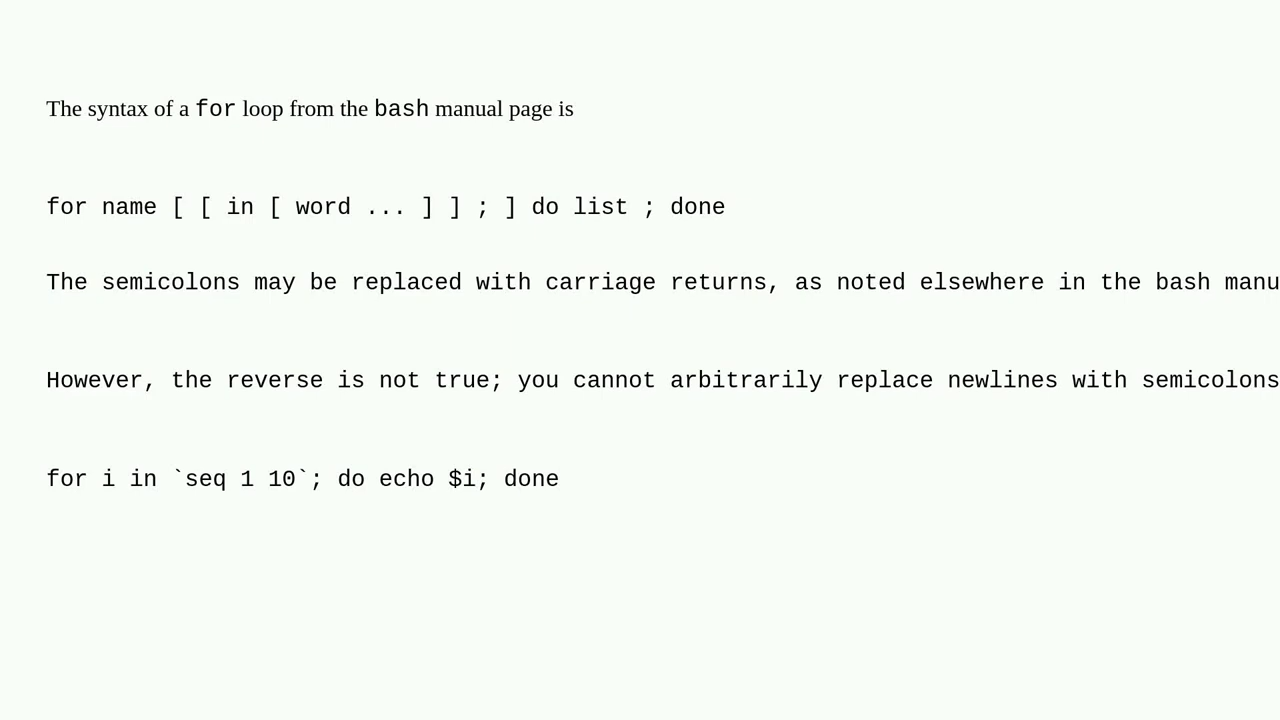 The syntax of a for loop from the bash manual page is
for name [ [ in [ word ... ] ] ; ] do list ; done
The semicolons may be replaced with carriage returns, as noted elsewhere in the bash manu
However, the reverse is not true; you cannot arbitrarily replace newlines with semicolons
for i in `seq 1 10`; do echo $i; done